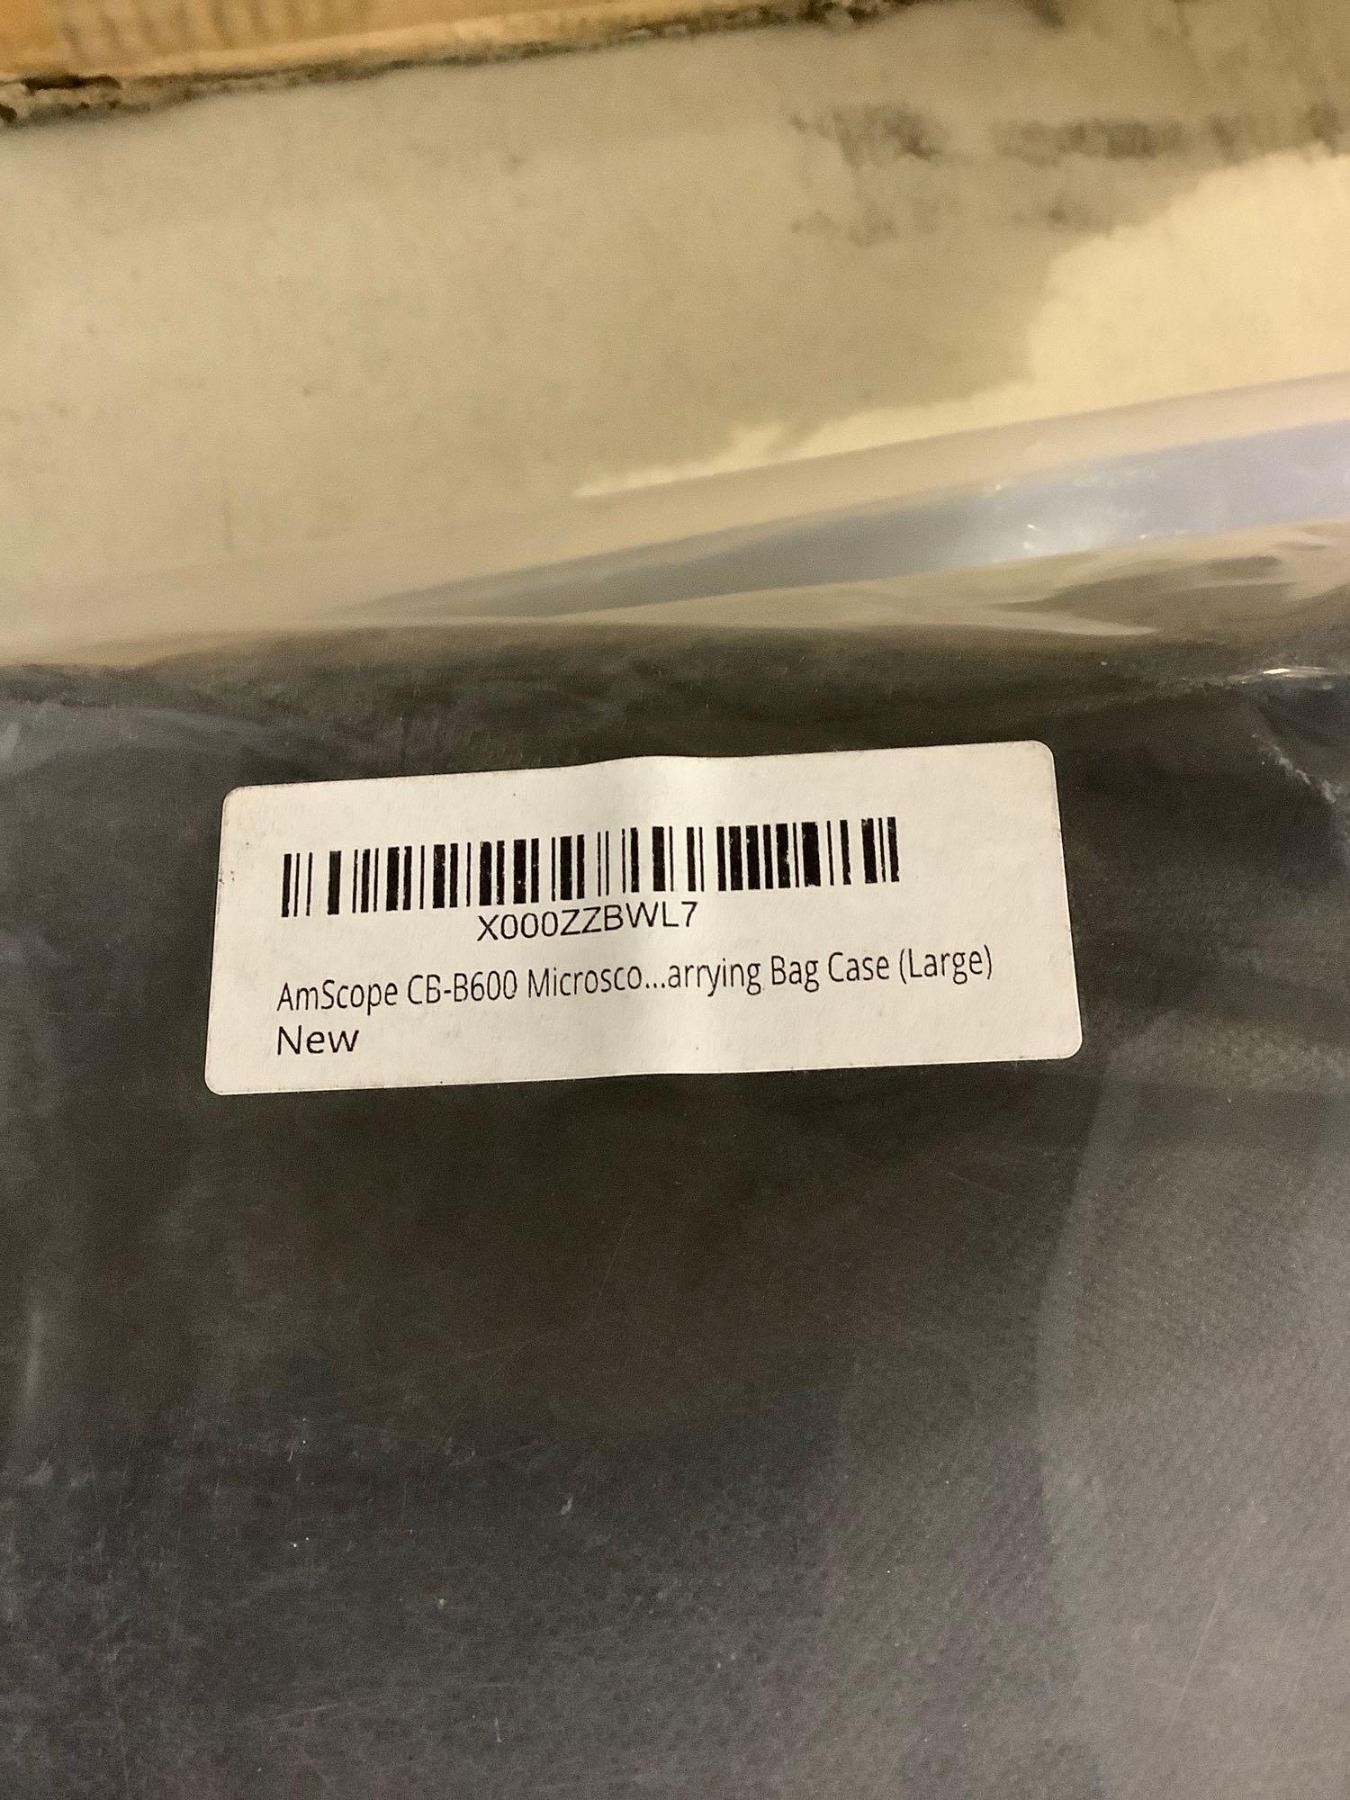 X000ZZBWL7
AmScope CB-B600 Microsco...arrying Bag Case (Large)
New